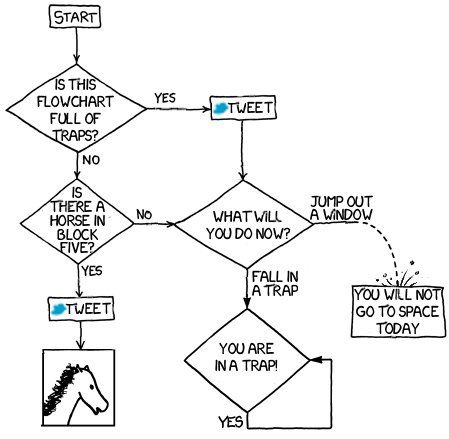 START
IS THIS
FLOWCHART
FULL OF
TRAPS?
YES
TWEET
NO
IS
THERE A
HORSE IN
BLOCK
FIVE?
NO
WHAT WILL
YOU DO NOW?
JUMP OUT
A WINDOW
YES
TWEET
FALL IN
A TRAP
YOU WILL NOT
GO TO SPACE
TODAY
YOU ARE
IN A TRAP!
YES